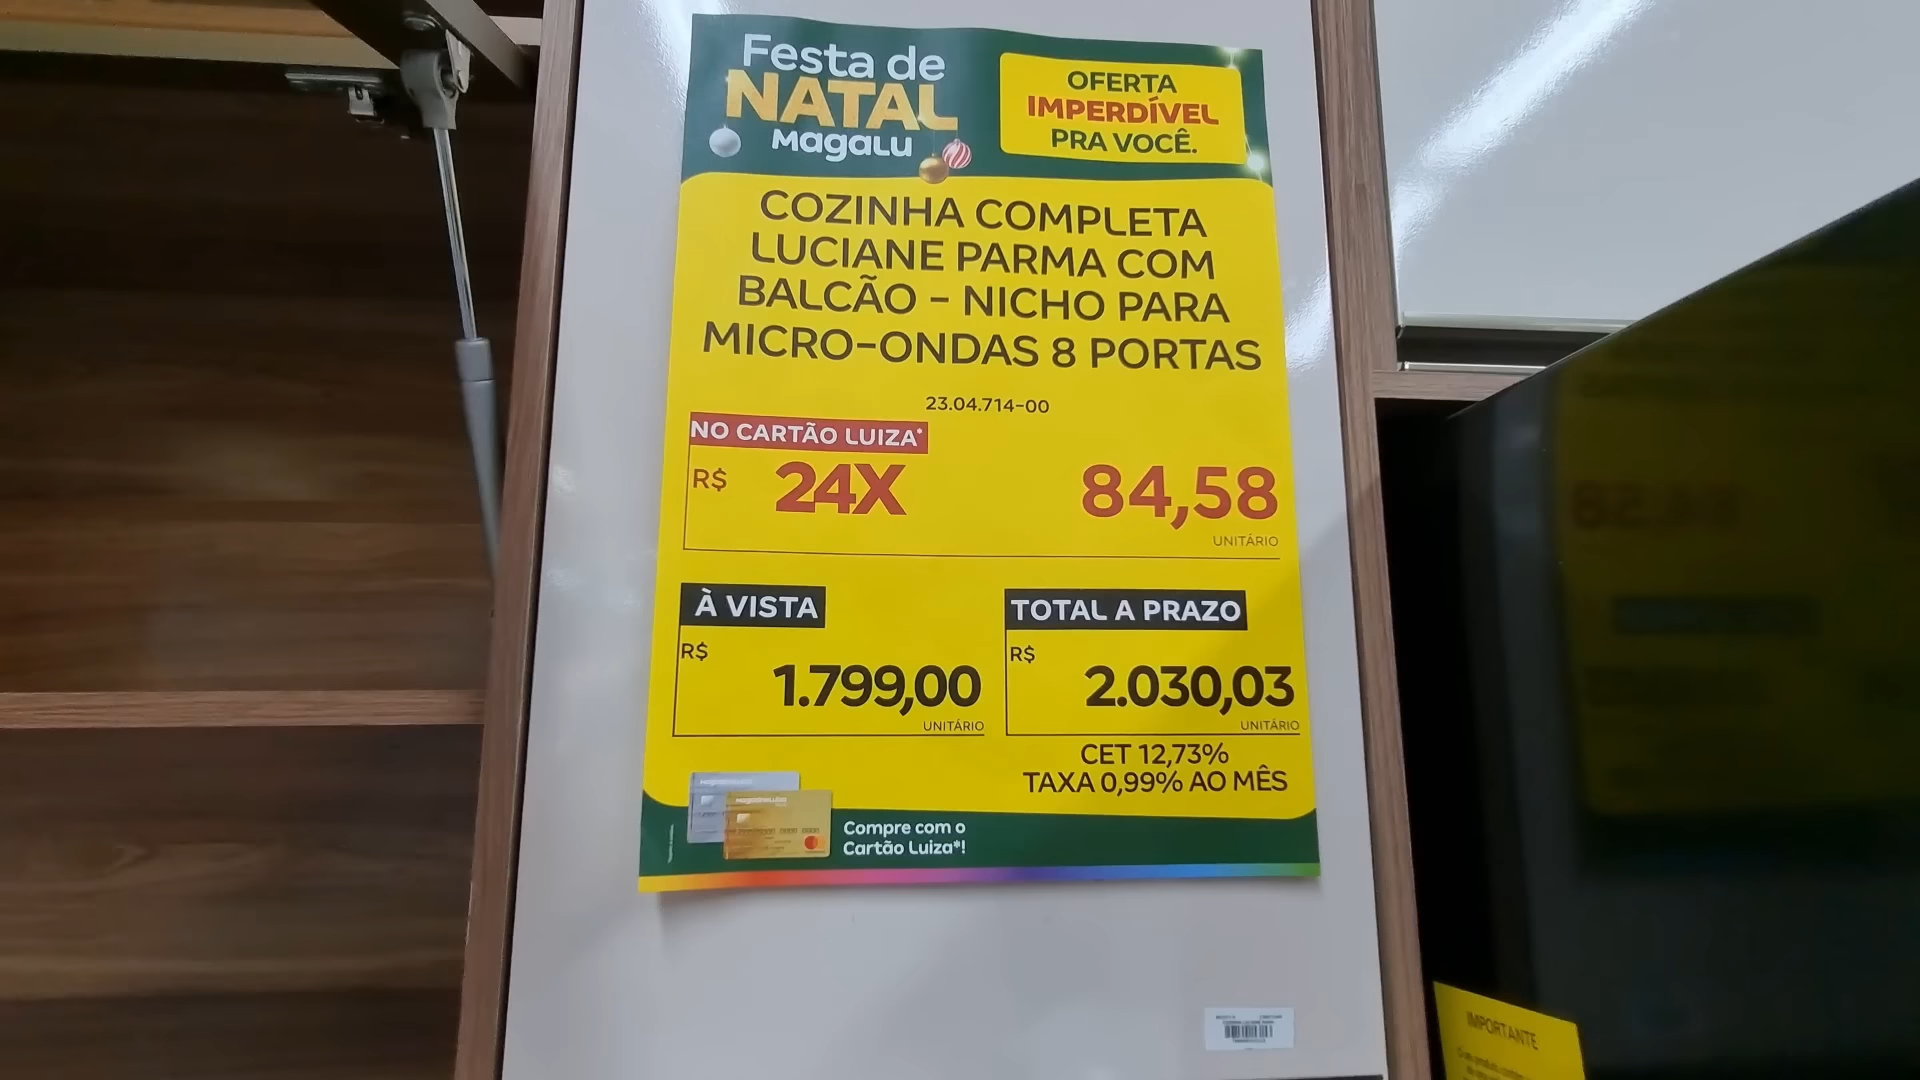 Festa de
NATAL
Magalu
OFERTA
IMPERDÍVEL
PRA VOCÊ.
COZINHA COMPLETA
LUCIANE PARMA COM
BALCÃO - NICHO PARA
MICRO-ONDAS 8 PORTAS
23.04.714-00
NO CARTÃO LUIZA*
R$ 24X 84,58
UNITÁRIO
À VISTA
R$ 1.799,00
UNITÁRIO
TOTAL A PRAZO
R$ 2.030,03
UNITÁRIO
CET 12,73%
TAXA 0,99% AO MÊS
Compre com o
Cartão Luiza*!
IMPORTANTE